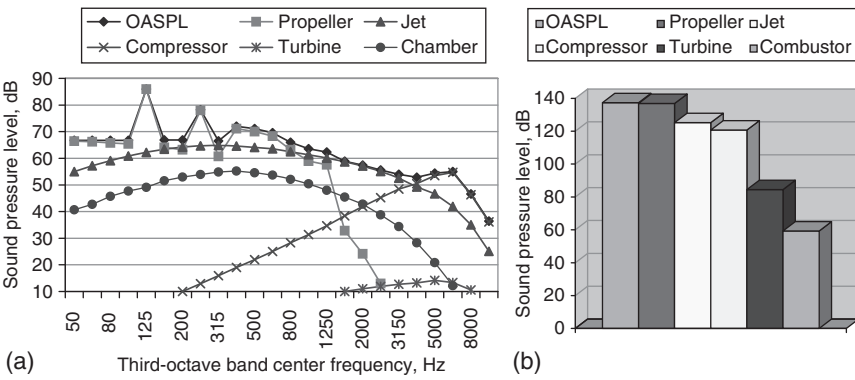 OASPL Propeller Jet
Compressor Turbine Chamber
Sound pressure level, dB
90
80
70
60
50
40
30
20
10
50 80 125 200 315 500 800 1250 2000 3150 5000 8000
Third-octave band center frequency, Hz
(a)
OASPL Propeller Jet
Compressor Turbine Combustor
Sound pressure level, dB
140
120
100
80
60
40
20
0
(b)